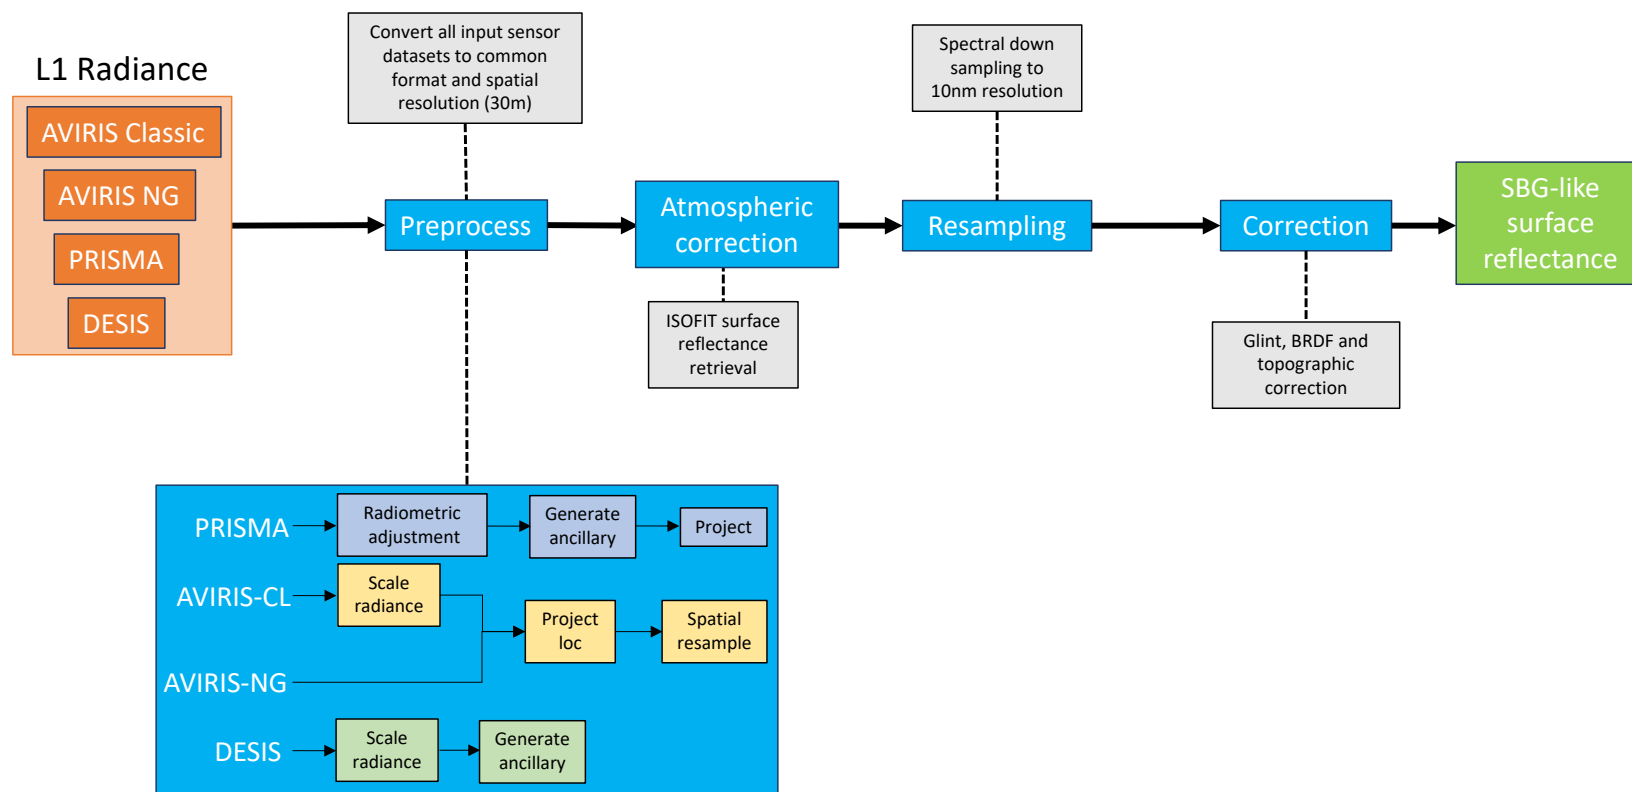 L1 Radiance
AVIRIS Classic
AVIRIS NG
PRISMA
DESIS
Convert all input sensor
datasets to common
format and spatial
resolution (30m)
Preprocess
Atmospheric
correction
ISOFIT surface
reflectance
retrieval
Spectral down
sampling to
10nm resolution
Resampling
Correction
Glint, BRDF and
topographic
correction
SBG-like
surface
reflectance
PRISMA
Radiometric
adjustment
Generate
ancillary
Project
AVIRIS-CL
Scale
radiance
Project
loc
Spatial
resample
AVIRIS-NG
DESIS
Scale
radiance
Generate
ancillary